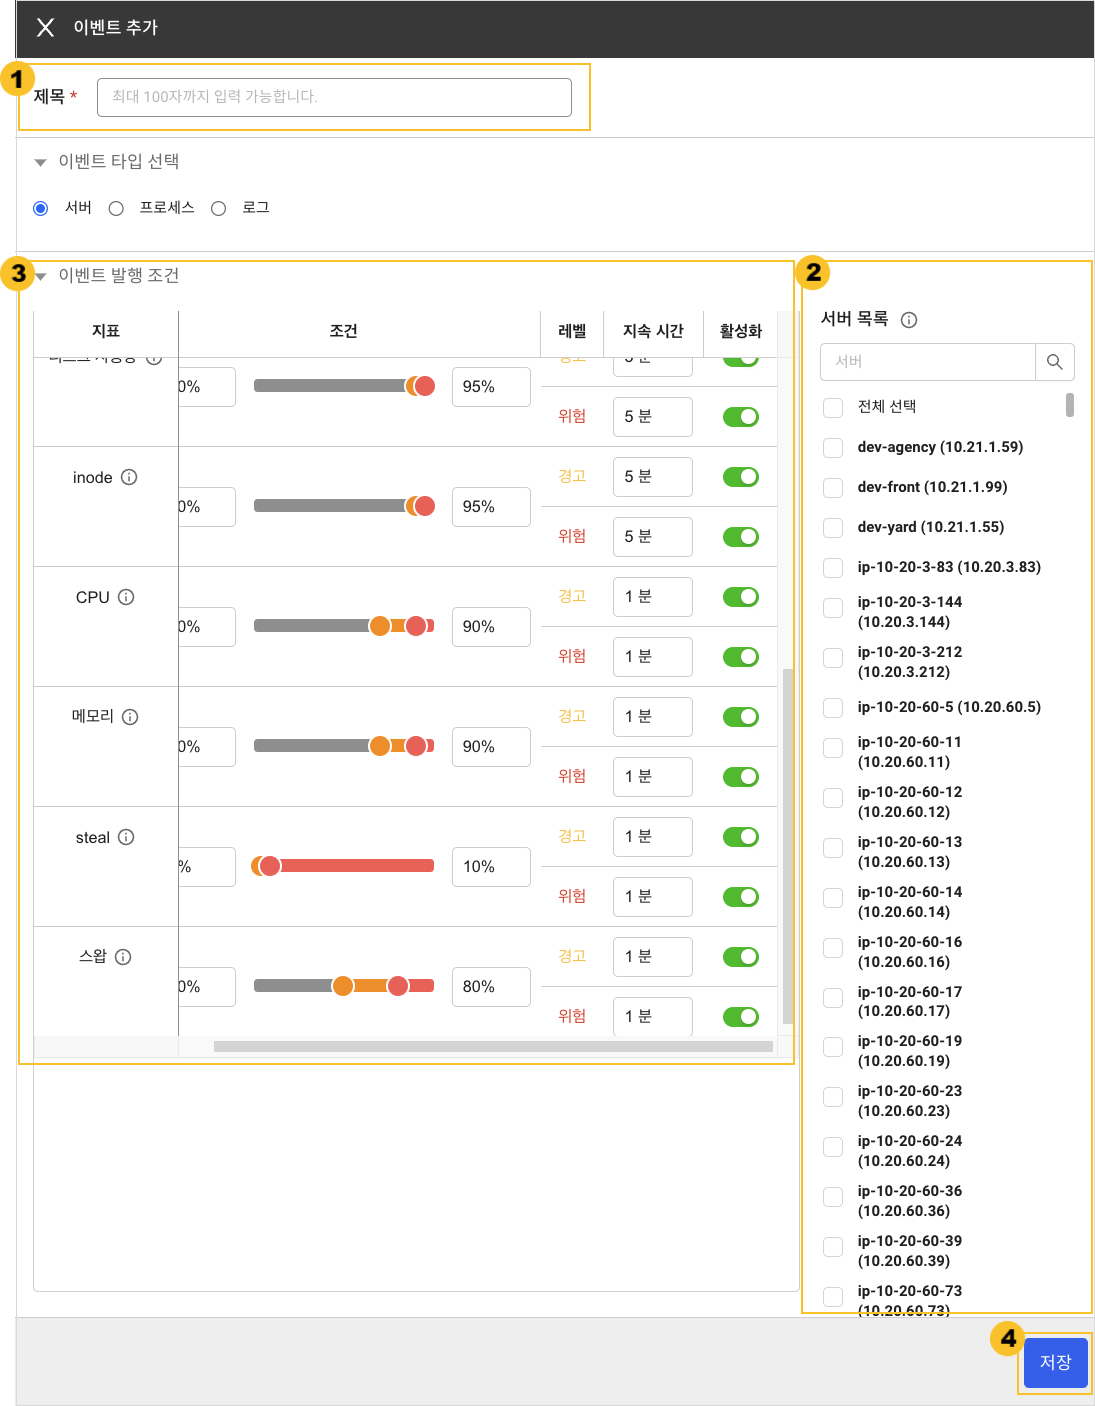 이벤트 추가
1
제목 *
최대 100자까지 입력 가능합니다.
이벤트 타입 선택
서버
프로세스
로그
3
이벤트 발행 조건
지표
조건
레벨
지속 시간
활성화
95%
위험
5 분
inode
0%
95%
경고
5 분
위험
5 분
CPU
0%
90%
경고
1 분
위험
1 분
메모리
0%
90%
경고
1 분
위험
1 분
steal
%
10%
경고
1 분
위험
1 분
스왑
0%
80%
경고
1 분
위험
1 분
2
서버 목록
서버
전체 선택
dev-agency (10.21.1.59)
dev-front (10.21.1.99)
dev-yard (10.21.1.55)
ip-10-20-3-83 (10.20.3.83)
ip-10-20-3-144
(10.20.3.144)
ip-10-20-3-212
(10.20.3.212)
ip-10-20-60-5 (10.20.60.5)
ip-10-20-60-11
(10.20.60.11)
ip-10-20-60-12
(10.20.60.12)
ip-10-20-60-13
(10.20.60.13)
ip-10-20-60-14
(10.20.60.14)
ip-10-20-60-16
(10.20.60.16)
ip-10-20-60-17
(10.20.60.17)
ip-10-20-60-19
(10.20.60.19)
ip-10-20-60-23
(10.20.60.23)
ip-10-20-60-24
(10.20.60.24)
ip-10-20-60-36
(10.20.60.36)
ip-10-20-60-39
(10.20.60.39)
ip-10-20-60-73
(10.20.60.73)
4
저장